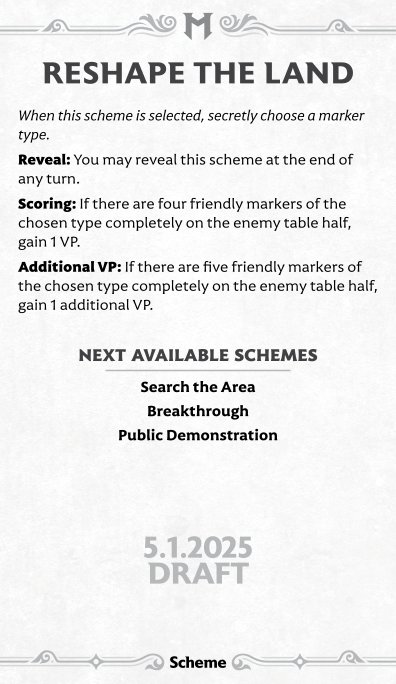 RESHAPE THE LAND
When this scheme is selected, secretly choose a marker
type.
Reveal: You may reveal this scheme at the end of
any turn.
Scoring: If there are four friendly markers of the
chosen type completely on the enemy table half,
gain 1 VP.
Additional VP: If there are five friendly markers of
the chosen type completely on the enemy table half,
gain 1 additional VP.
NEXT AVAILABLE SCHEMES
Search the Area
Breakthrough
Public Demonstration
5.1.2025
DRAFT
Scheme